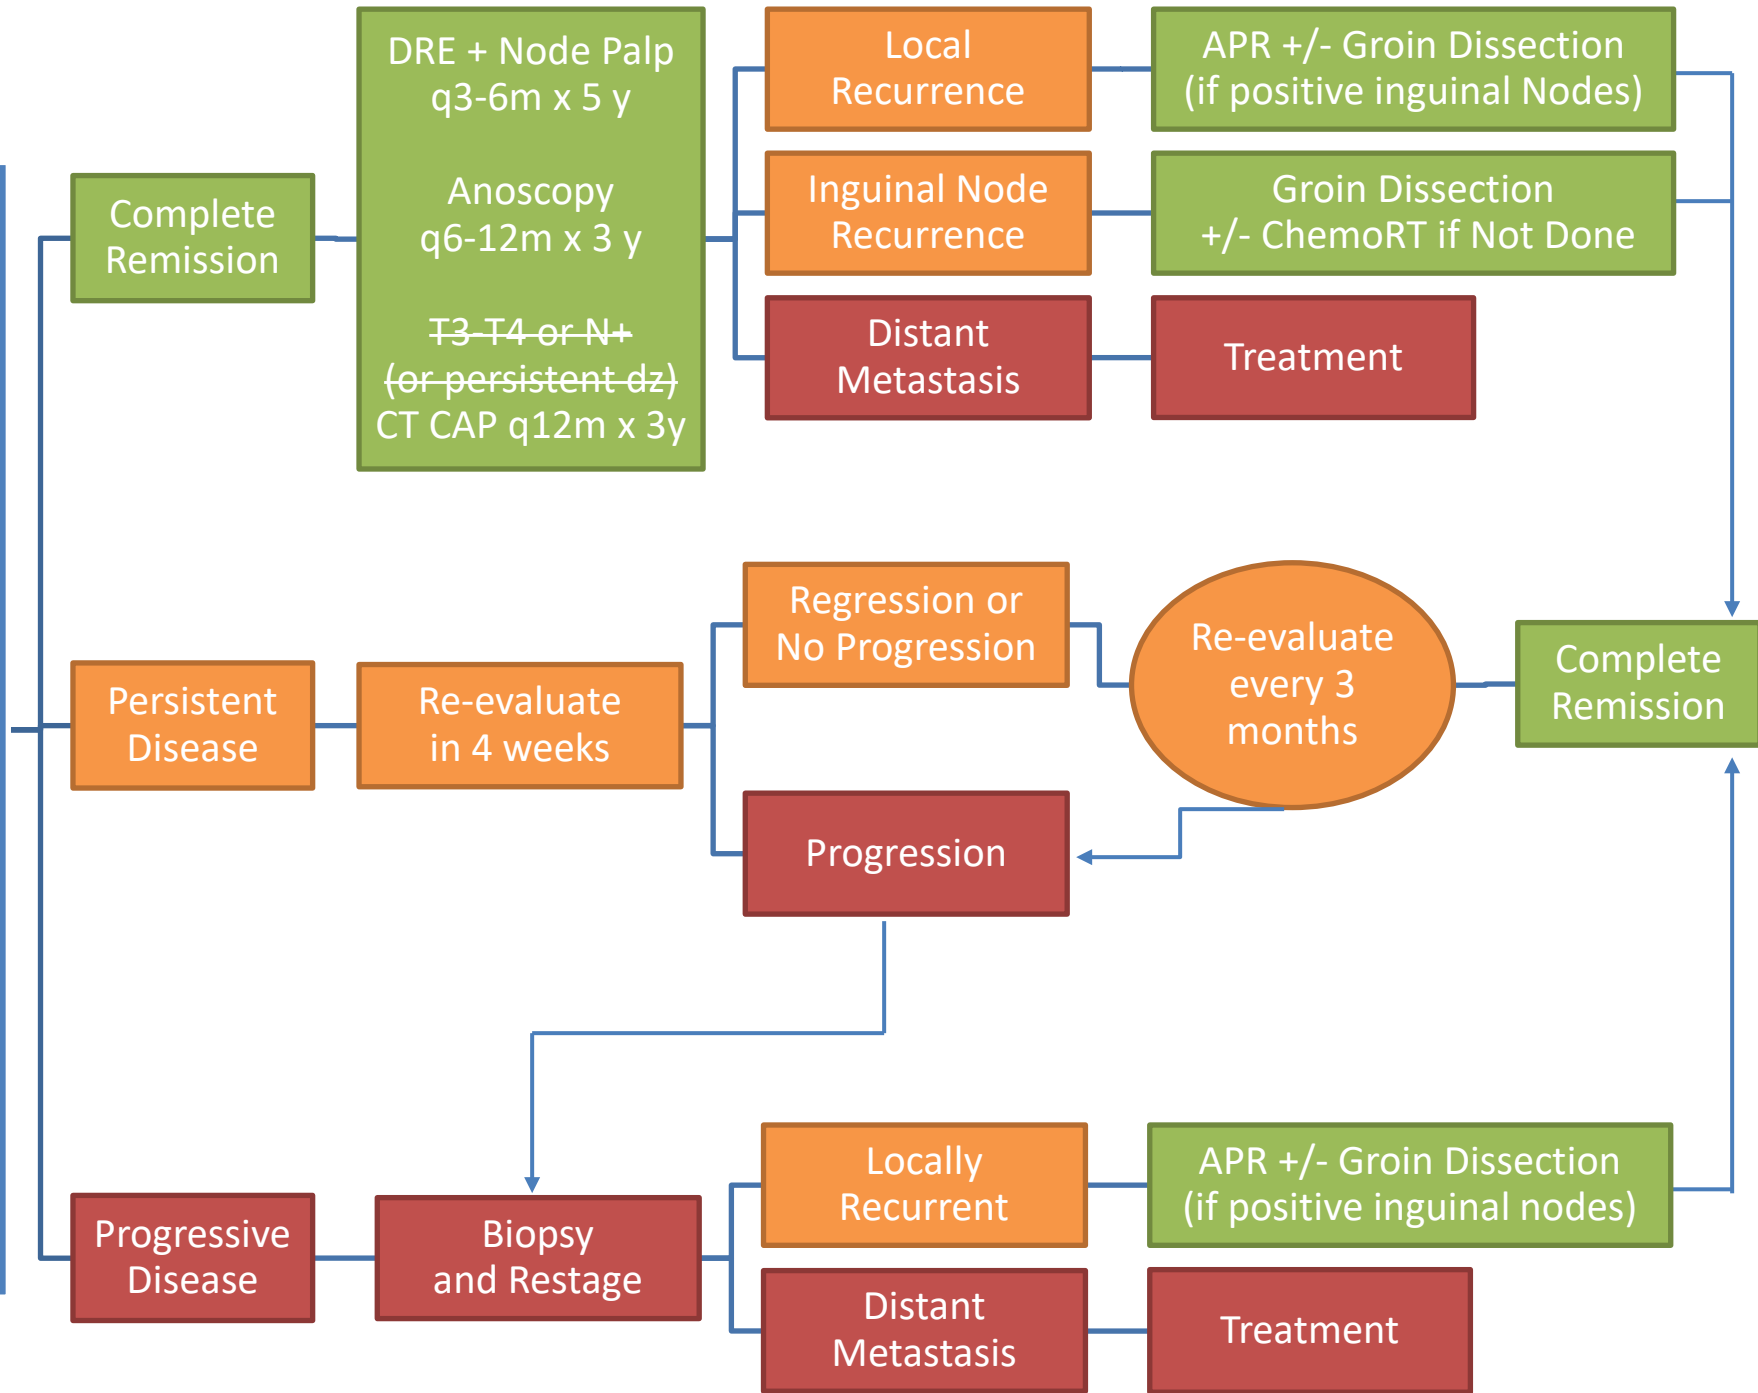 Complete
Remission
DRE + Node Palp
q3-6m x 5 y
Anoscopy
q6-12m x 3 y
T3-T4 or N+
(or persistent dz)
CT CAP q12m x 3y
Local
Recurrence
APR +/- Groin Dissection
(if positive inguinal Nodes)
Inguinal Node
Recurrence
Groin Dissection
+/- ChemoRT if Not Done
Distant
Metastasis
Treatment
Persistent
Disease
Re-evaluate
in 4 weeks
Regression or
No Progression
Re-evaluate
every 3
months
Complete
Remission
Progression
Progressive
Disease
Biopsy
and Restage
Locally
Recurrent
APR +/- Groin Dissection
(if positive inguinal nodes)
Distant
Metastasis
Treatment